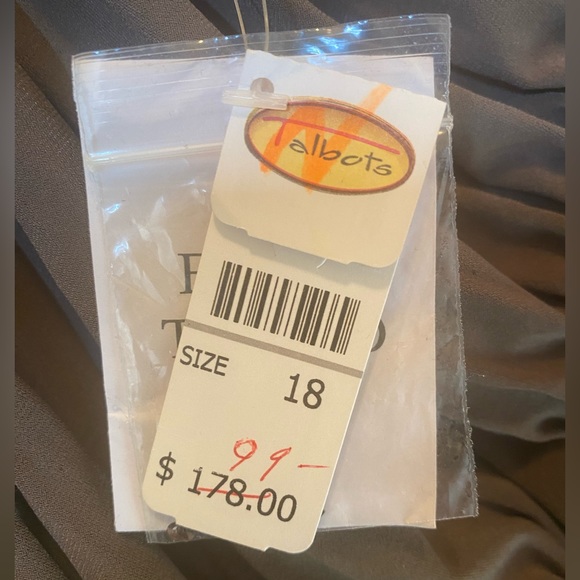 Talbots
SIZE 18
99-
$ 178.00